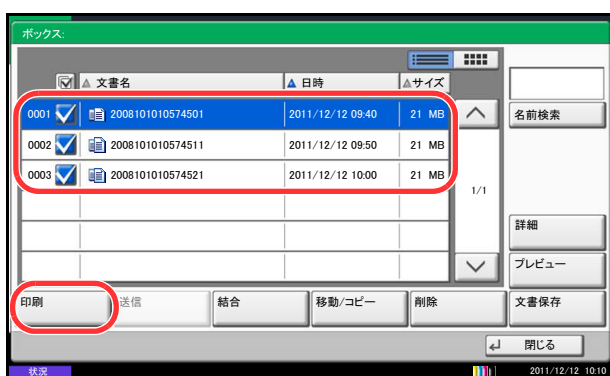 ボックス:
文書名 日時 サイズ
0001 2008101010574501 2011/12/12 09:40 21 MB
名前検索
0002 2008101010574511 2011/12/12 09:50 21 MB
0003 2008101010574521 2011/12/12 10:00 21 MB
1/1
詳細
プレビュー
印刷 送信 結合 移動/コピー 削除 文書保存
閉じる
状況 2011/12/12 10:10